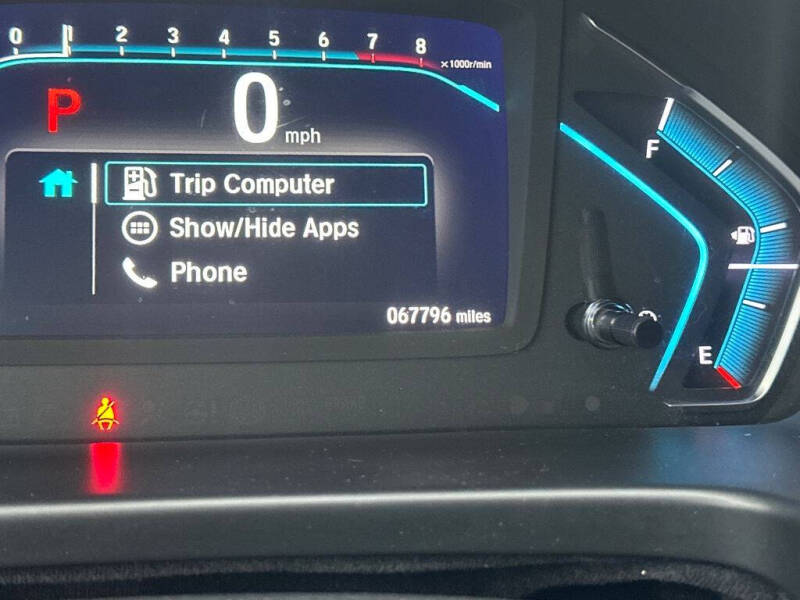 0 1 2 3 4 5 6 7 8
×1000r/min
P
0 mph
F
Trip Computer
Show/Hide Apps
Phone
067796 miles
E